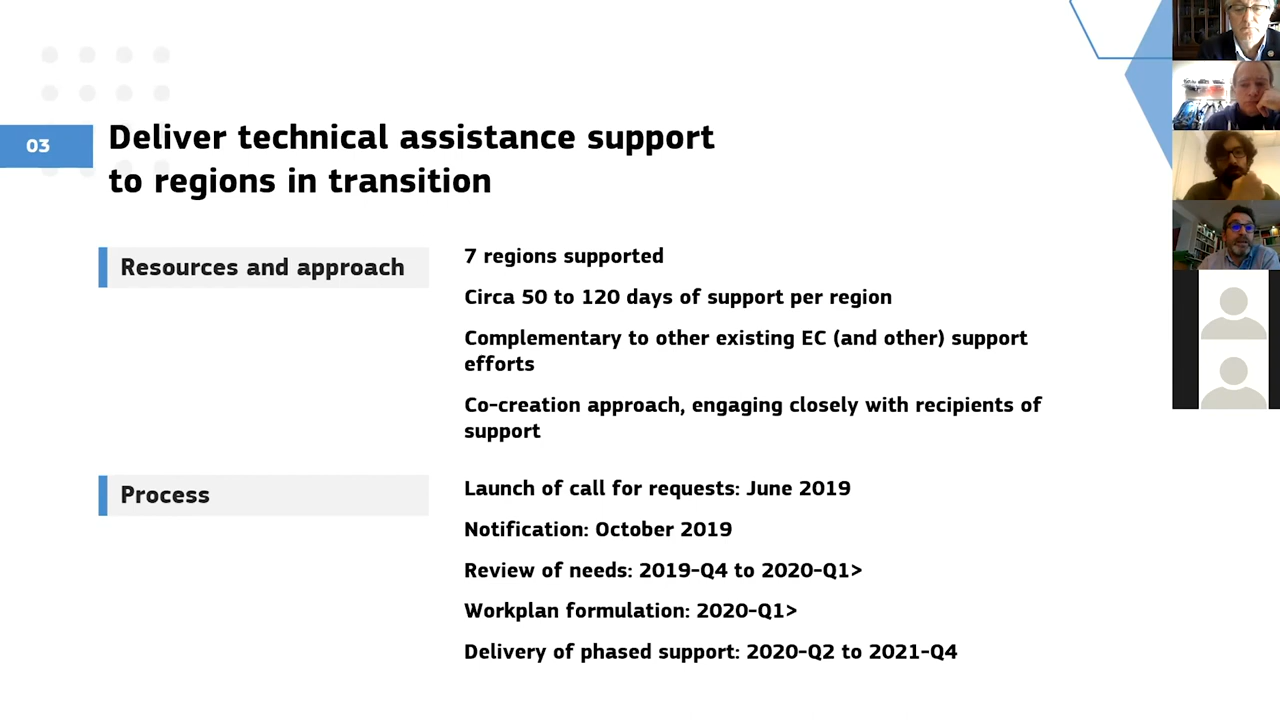 03
Deliver technical assistance support
to regions in transition
Resources and approach
7 regions supported
Circa 50 to 120 days of support per region
Complementary to other existing EC (and other) support
efforts
Co-creation approach, engaging closely with recipients of
support
Process
Launch of call for requests: June 2019
Notification: October 2019
Review of needs: 2019-Q4 to 2020-Q1>
Workplan formulation: 2020-Q1>
Delivery of phased support: 2020-Q2 to 2021-Q4